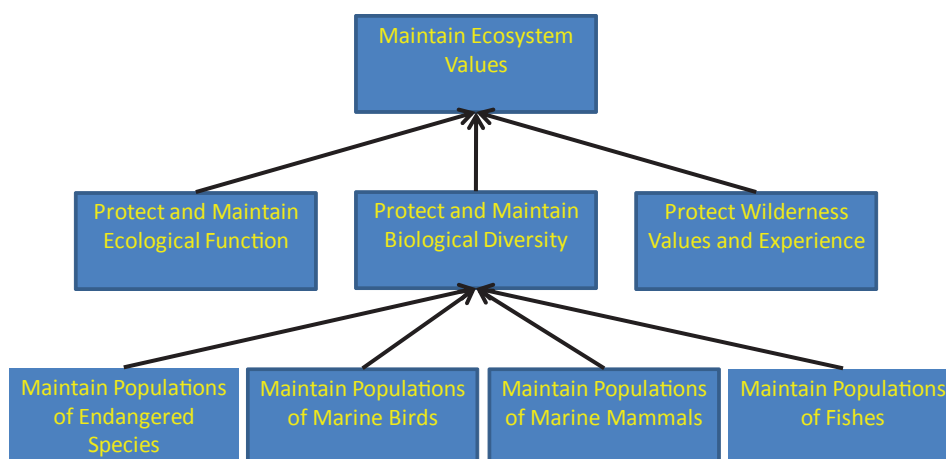 Maintain Ecosystem
Values
Protect and Maintain
Ecological Function
Protect and Maintain
Biological Diversity
Protect Wilderness
Values and Experience
Maintain Populations
of Endangered
Species
Maintain Populations
of Marine Birds
Maintain Populations
of Marine Mammals
Maintain Populations
of Fishes